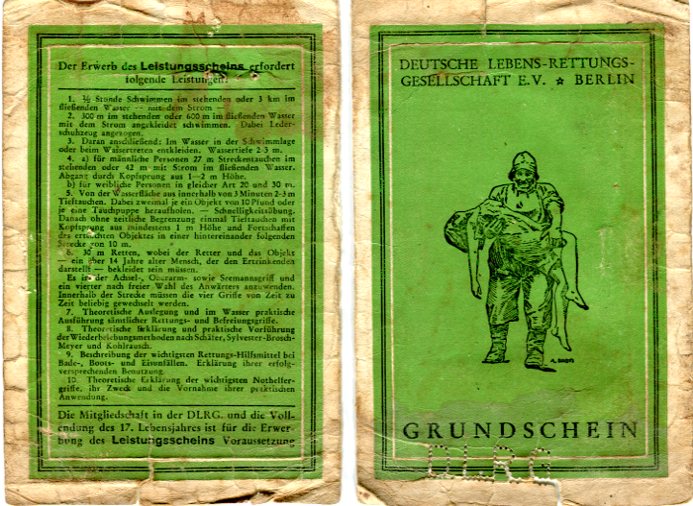 Der Erwerb des Leistungsscheins erfordert
folgende Leistungen:
1. ½ Stunde Schwimmen im stehenden oder 3 km im
fließenden Wasser — mit dem Strom —
2. 300 m im stehenden oder 600 m im fließenden Wasser
mit dem Strom angekleidet schwimmen. Dabei Leder-
schuhzeug angezogen.
3. Daran anschließend: Im Wasser in der Schwimmlage
oder beim Wassertreten entkleiden. Wassertiefe 2-3 m.
4. a) für männliche Personen 27 m Streckentauchen im
stehenden oder 42 m mit Strom im fließenden Wasser.
Abgang durch Kopfsprung aus 1—2 m Höhe.
b) für weibliche Personen in gleicher Art 20 und 30 m.
5. Von der Wasserfläche aus innerhalb von 3 Minuten 2-3 m
Tieftauchen. Dabei zweimal je ein Objekt von 10 Pfund oder
je eine Tauchpuppe heraufholen. — Schnelligkeitsübung.
Danach ohne zeitliche Begrenzung einmal Tieftauchen mit
Kopfsprung aus mindestens 1 m Höhe und Fortschaffen
des ertauchten Objektes in einer hintereinander folgenden
Strecke von 10 m.
6. 30 m Retten, wobei der Retter und das Objekt
— ein über 14 Jahre alter Mensch, der den Ertrinkenden
darstellt — bekleidet sein müssen.
Es ist der Achsel-, Oberarm- sowie Seemannsgriff und
ein vierter nach freier Wahl des Anwärters anzuwenden.
Innerhalb der Strecke müssen die vier Griffe von Zeit zu
Zeit beliebig gewechselt werden.
7. Theoretische Auslegung und im Wasser praktische
Ausführung sämtlicher Rettungs- und Befreiungsgriffe.
8. Theoretische Erklärung und praktische Vorführung
der Wiederbelebungsmethoden nach Schäfer, Sylvester-Brosch-
Meyer und Kohlrausch.
9. Beschreibung der wichtigsten Rettungs-Hilfsmittel bei
Bade-, Boots- und Eisunfällen. Erklärung ihrer erfolg-
versprechenden Benutzung.
10. Theoretische Erklärung der wichtigsten Nothelfer-
griffe, ihr Zweck und die Vornahme ihrer praktischen
Anwendung.
Die Mitgliedschaft in der DLRG. und die Voll-
endung des 17. Lebensjahres ist für die Erwer-
bung des Leistungsscheins Voraussetzung
DEUTSCHE LEBENS-RETTUNGS-
GESELLSCHAFT E.V. ★ BERLIN
GRUNDSCHEIN
DLRG